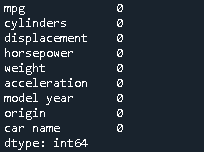 mpg 0
cylinders 0
displacement 0
horsepower 0
weight 0
acceleration 0
model year 0
origin 0
car name 0
dtype: int64